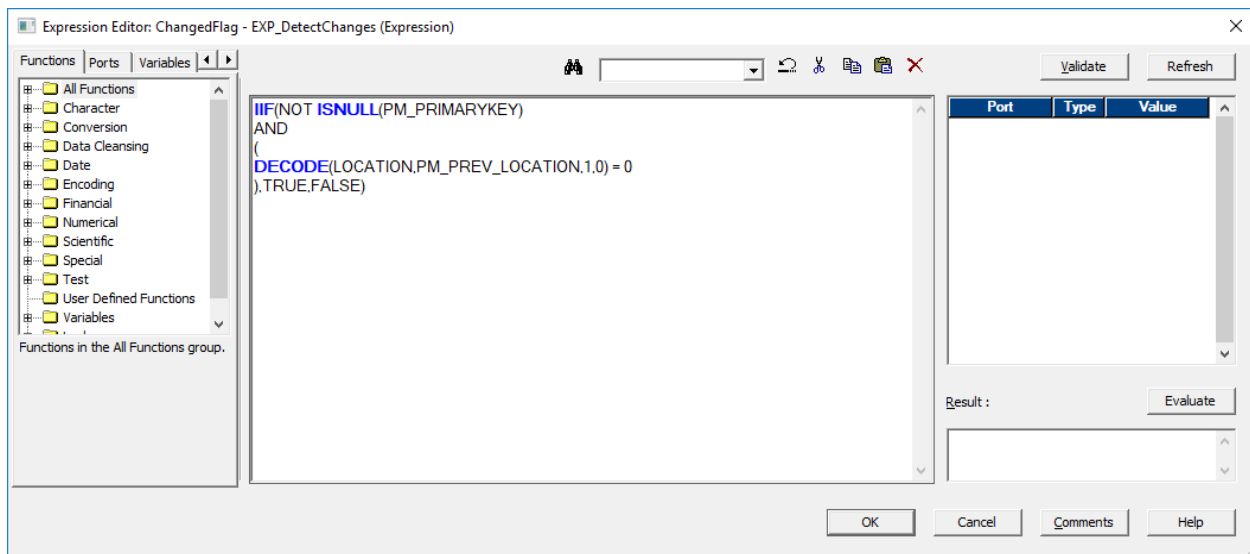 Expression Editor: ChangedFlag - EXP_DetectChanges (Expression)
Functions Ports Variables
Validate Refresh
All Functions
Character
Conversion
Data Cleansing
Date
Encoding
Financial
Numerical
Scientific
Special
Test
User Defined Functions
Variables
Functions in the All Functions group.
IIF(NOT ISNULL(PM_PRIMARYKEY)
AND
(
DECODE(LOCATION,PM_PREV_LOCATION,1,0) = 0
),TRUE,FALSE)
Port Type Value
Result : Evaluate
OK Cancel Comments Help